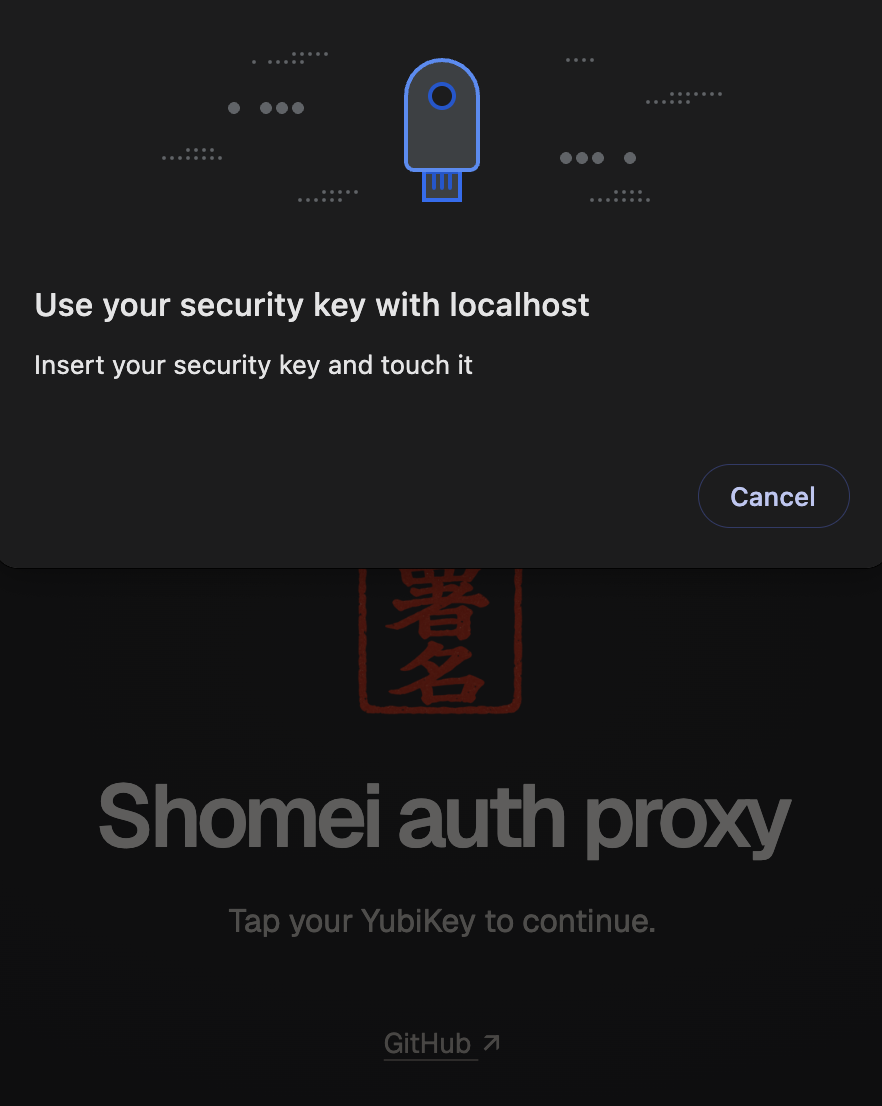 Use your security key with localhost
Insert your security key and touch it
Cancel
署
名
Shomei auth proxy
Tap your YubiKey to continue.
GitHub ↗